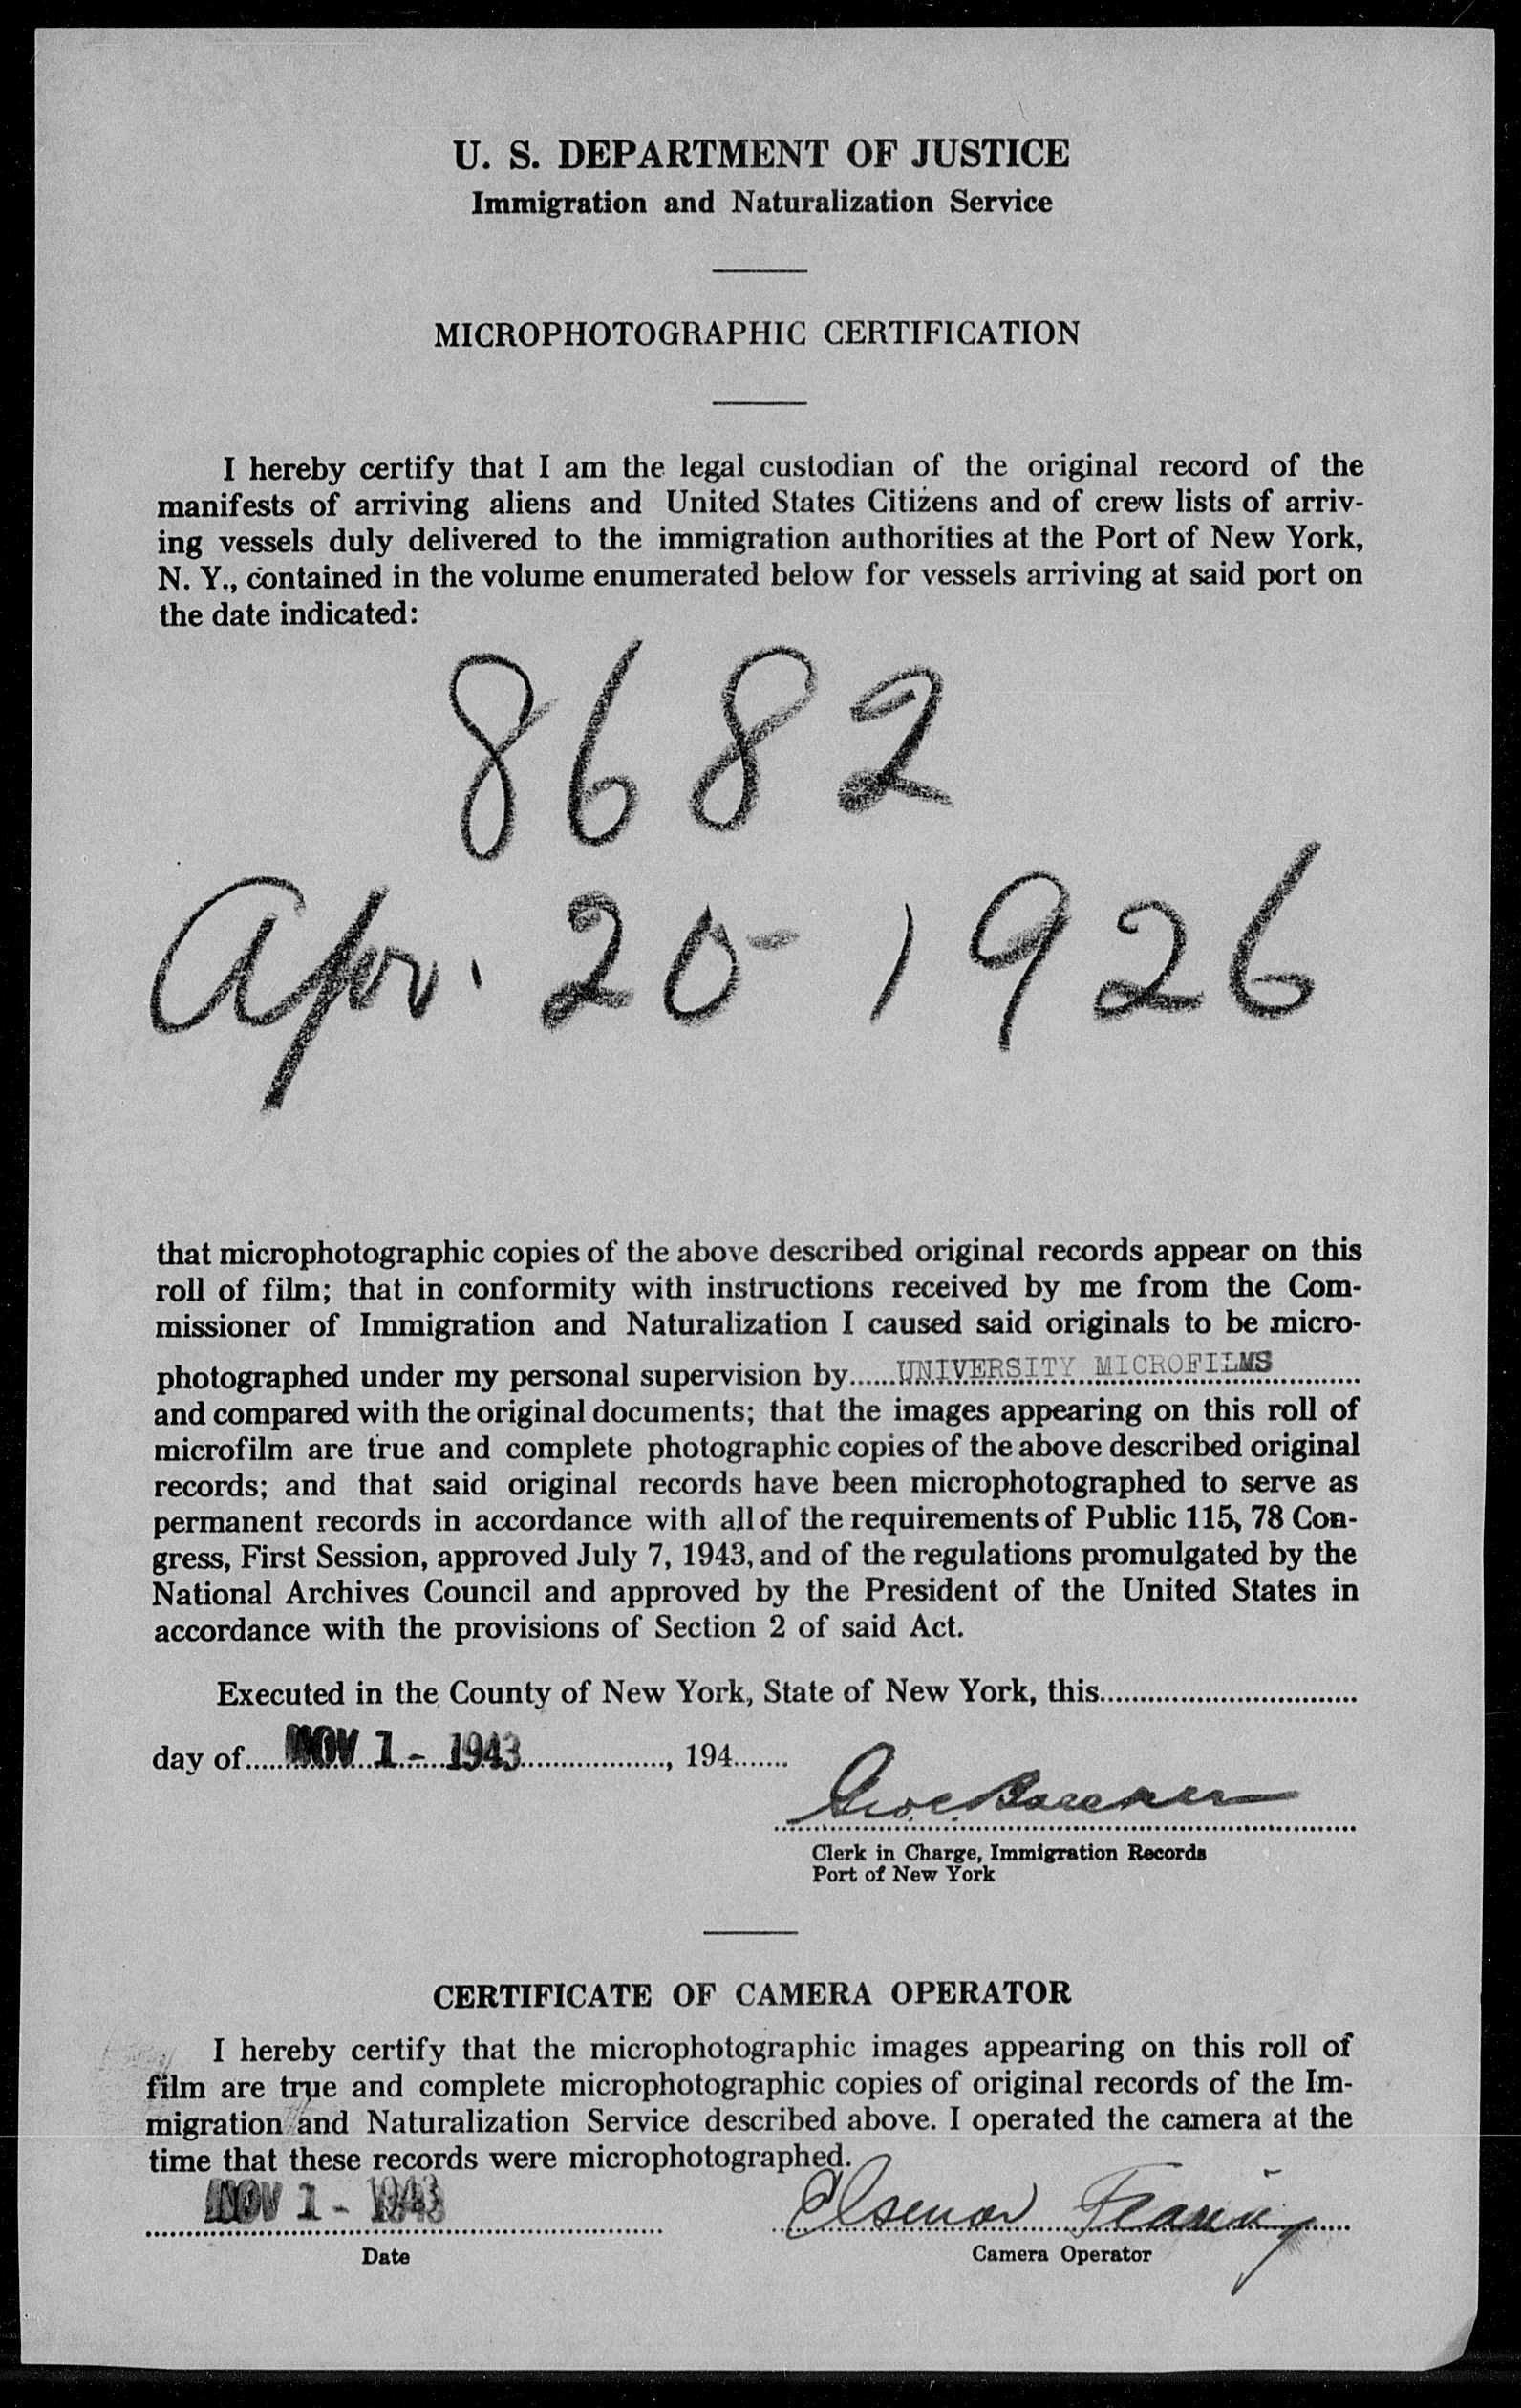 U. S. DEPARTMENT OF JUSTICE
Immigration and Naturalization Service
MICROPHOTOGRAPHIC CERTIFICATION
I hereby certify that I am the legal custodian of the original record of the
manifests of arriving aliens and United States Citizens and of crew lists of arriv-
ing vessels duly delivered to the immigration authorities at the Port of New York,
N. Y., contained in the volume enumerated below for vessels arriving at said port on
the date indicated:
8682
Apr. 20-1926
that microphotographic copies of the above described original records appear on this
roll of film; that in conformity with instructions received by me from the Com-
missioner of Immigration and Naturalization I caused said originals to be micro-
photographed under my personal supervision by......UNIVERSITY MICROFILMS
and compared with the original documents; that the images appearing on this roll of
microfilm are true and complete photographic copies of the above described original
records; and that said original records have been microphotographed to serve as
permanent records in accordance with all of the requirements of Public 115, 78 Con-
gress, First Session, approved July 7, 1943, and of the regulations promulgated by the
National Archives Council and approved by the President of the United States in
accordance with the provisions of Section 2 of said Act.
Executed in the County of New York, State of New York, this
day of NOV 1 - 1943, 194
Clerk in Charge, Immigration Records
Port of New York
CERTIFICATE OF CAMERA OPERATOR
I hereby certify that the microphotographic images appearing on this roll of
film are true and complete microphotographic copies of original records of the Im-
migration and Naturalization Service described above. I operated the camera at the
time that these records were microphotographed.
NOV 1 - 1943
Date
Camera Operator